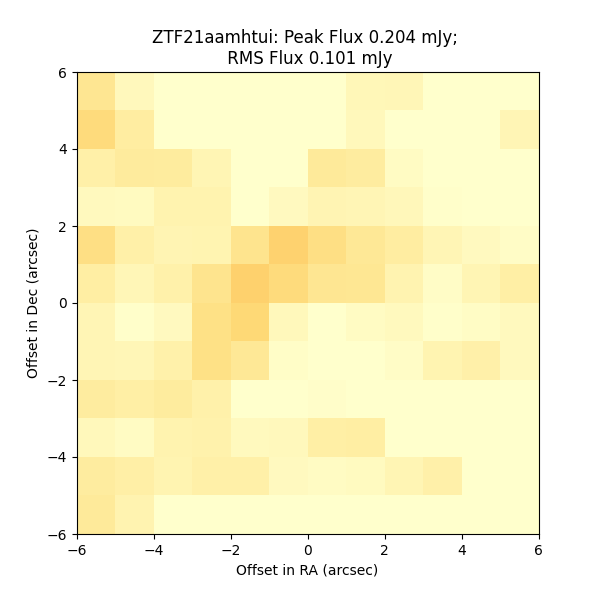 ZTF21aamhtui: Peak Flux 0.204 mJy;
RMS Flux 0.101 mJy
6
4
2
0
−2
−4
−6
Offset in Dec (arcsec)
−6 −4 −2 0 2 4 6
Offset in RA (arcsec)